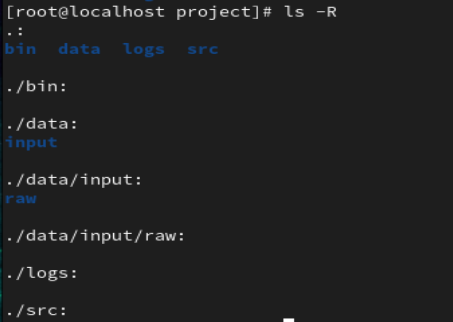 [root@localhost project]# ls -R
.:
bin  data  logs  src
./bin:
./data:
input
./data/input:
raw
./data/input/raw:
./logs:
./src: